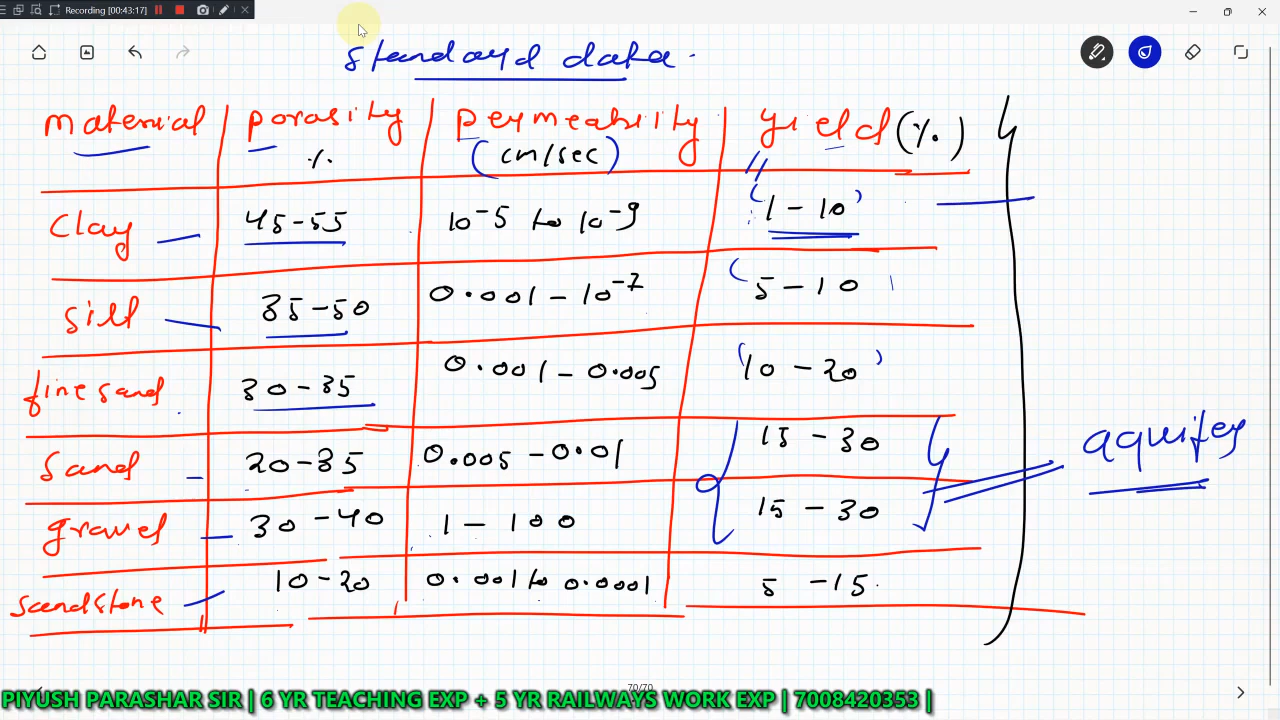 Recording [00:43:17]
standard data.
material porosity % permeability (cm/sec) yield (%)
Clay 45-55 10⁻⁵ to 10⁻⁹ 1-10
Silt 35-50 0.001-10⁻⁷ 5-10
fine sand 30-35 0.001-0.005 10-20
Sand 20-35 0.005-0.01 15-30
gravel 30-40 1-100 15-30
sandstone 10-20 0.001 to 0.0001 5-15
aquifer
70/70
PIYUSH PARASHAR SIR | 6 YR TEACHING EXP + 5 YR RAILWAYS WORK EXP | 7008420353 |